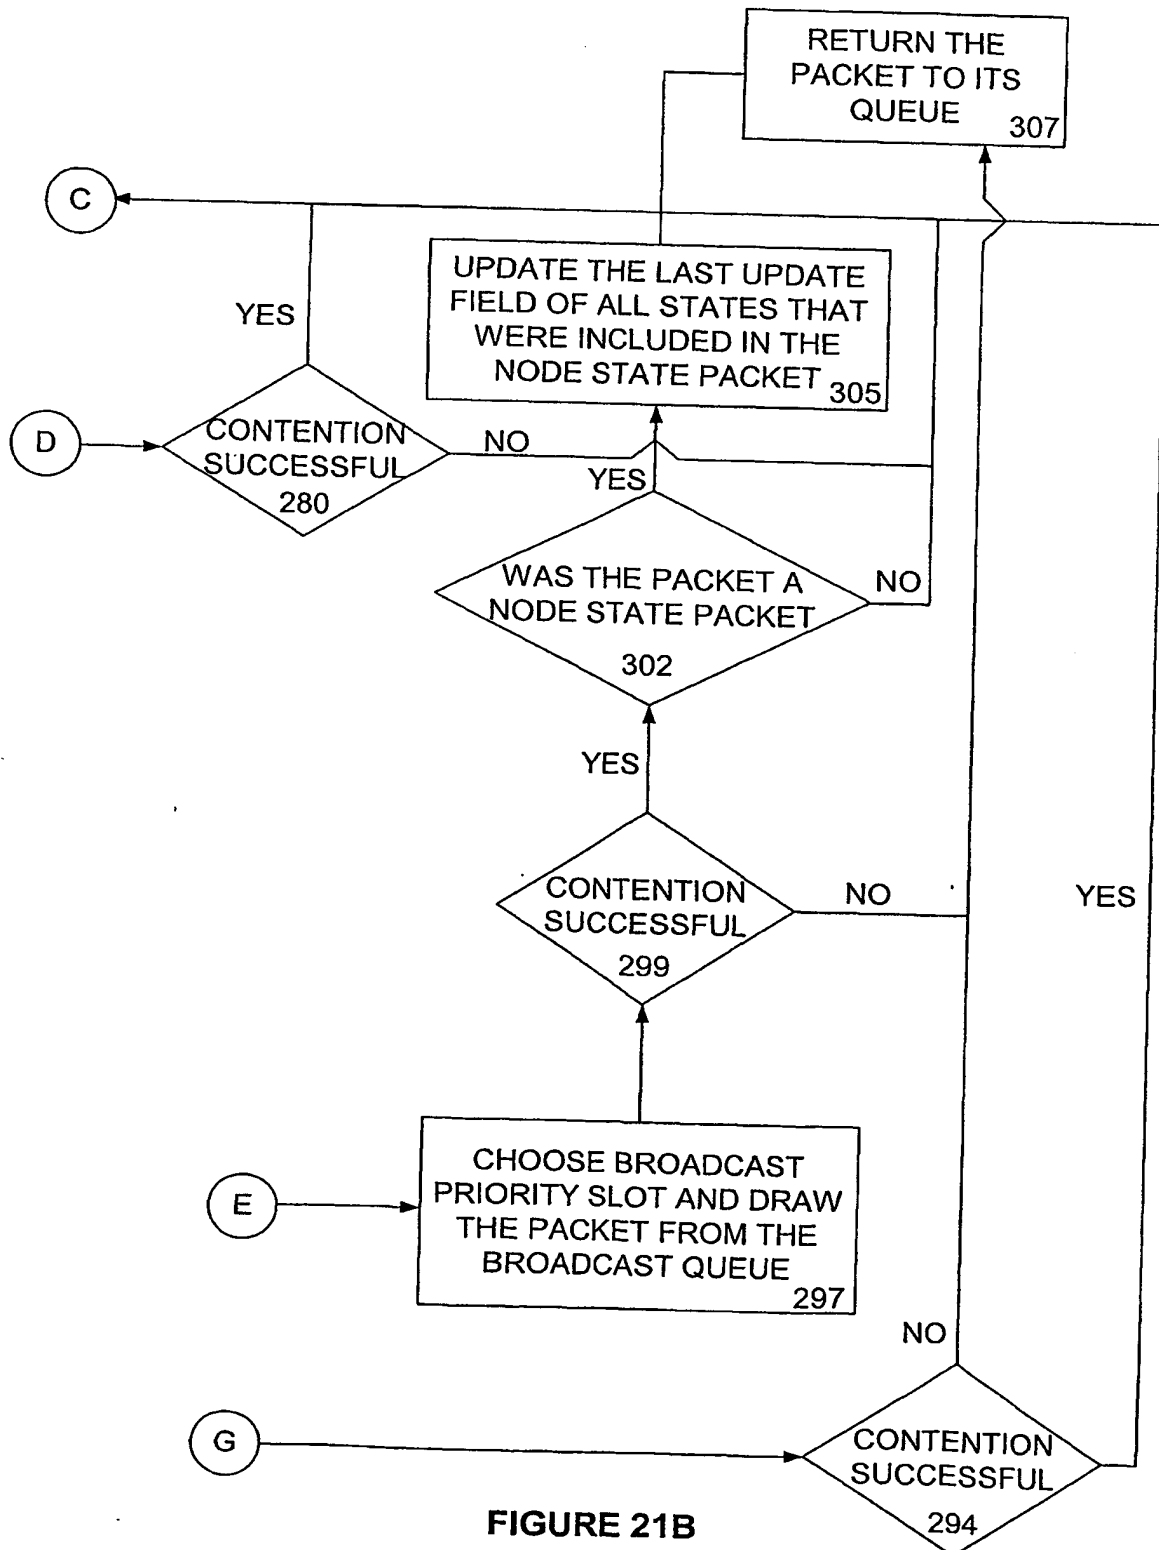 RETURN THE
PACKET TO ITS
QUEUE
307
C
UPDATE THE LAST UPDATE
FIELD OF ALL STATES THAT
WERE INCLUDED IN THE
NODE STATE PACKET
305
YES
D
CONTENTION
SUCCESSFUL
280
NO
YES
WAS THE PACKET A
NODE STATE PACKET
302
NO
YES
CONTENTION
SUCCESSFUL
299
NO
YES
E
CHOOSE BROADCAST
PRIORITY SLOT AND DRAW
THE PACKET FROM THE
BROADCAST QUEUE
297
NO
G
CONTENTION
SUCCESSFUL
294
FIGURE 21B